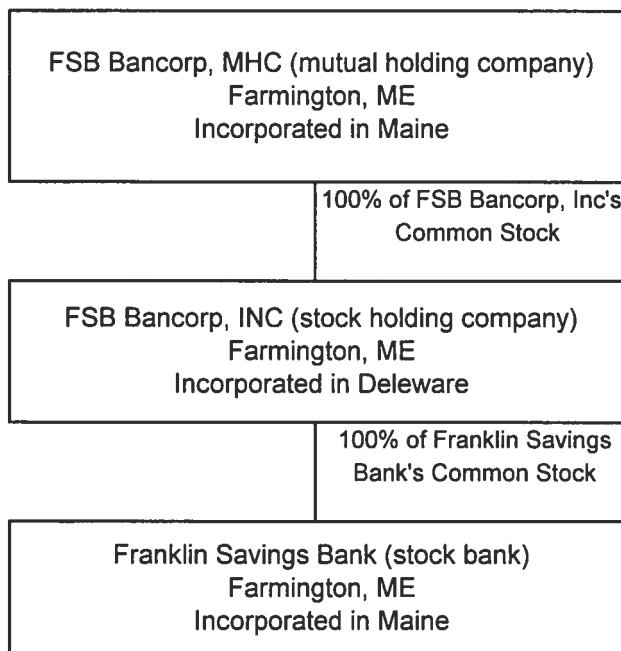 FSB Bancorp, MHC (mutual holding company)
Farmington, ME
Incorporated in Maine
100% of FSB Bancorp, Inc's
Common Stock
FSB Bancorp, INC (stock holding company)
Farmington, ME
Incorporated in Deleware
100% of Franklin Savings
Bank's Common Stock
Franklin Savings Bank (stock bank)
Farmington, ME
Incorporated in Maine